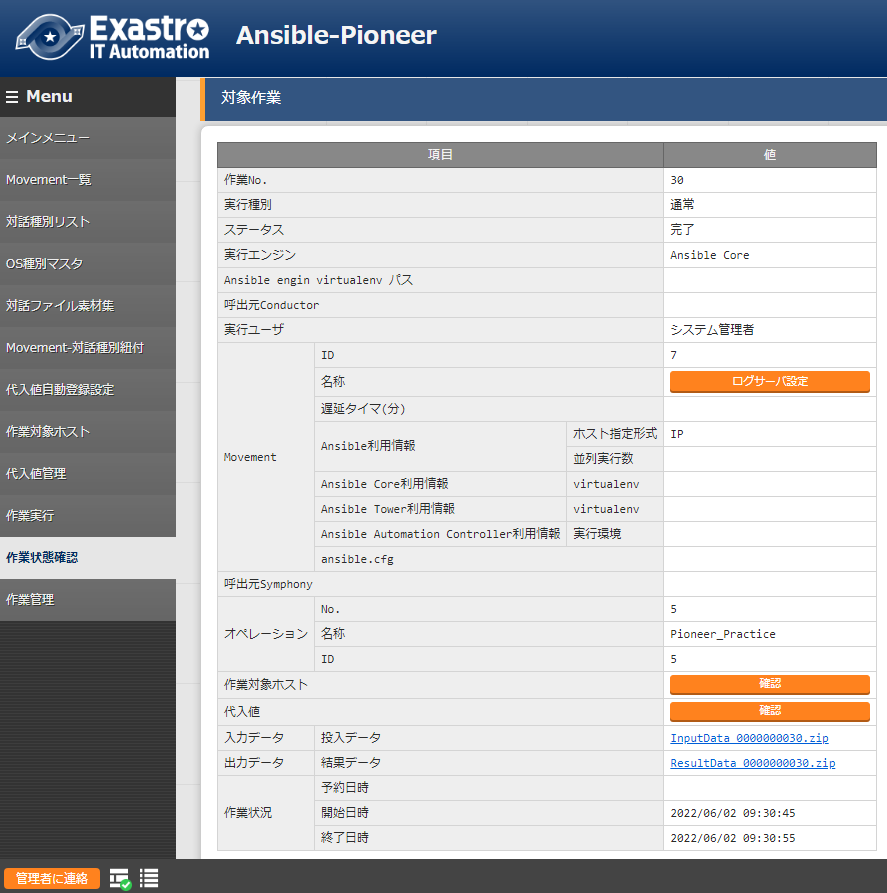 Exastro
IT Automation
Ansible-Pioneer
Menu
メインメニュー
Movement一覧
対話種別リスト
OS種別マスタ
対話ファイル素材集
Movement-対話種別紐付
代入値自動登録設定
作業対象ホスト
代入値管理
作業実行
作業状態確認
作業管理
対象作業
項目 値
作業No. 30
実行種別 通常
ステータス 完了
実行エンジン Ansible Core
Ansible engin virtualenv パス
呼出元Conductor
実行ユーザ システム管理者
Movement
ID 7
名称 ログサーバ設定
遅延タイマ(分)
Ansible利用情報
ホスト指定形式 IP
並列実行数
Ansible Core利用情報 virtualenv
Ansible Tower利用情報 virtualenv
Ansible Automation Controller利用情報 実行環境
ansible.cfg
呼出元Symphony
オペレーション
No. 5
名称 Pioneer_Practice
ID 5
作業対象ホスト 確認
代入値 確認
入力データ 投入データ InputData_0000000030.zip
出力データ 結果データ ResultData_0000000030.zip
作業状況
予約日時
開始日時 2022/06/02 09:30:45
終了日時 2022/06/02 09:30:55
管理者に連絡